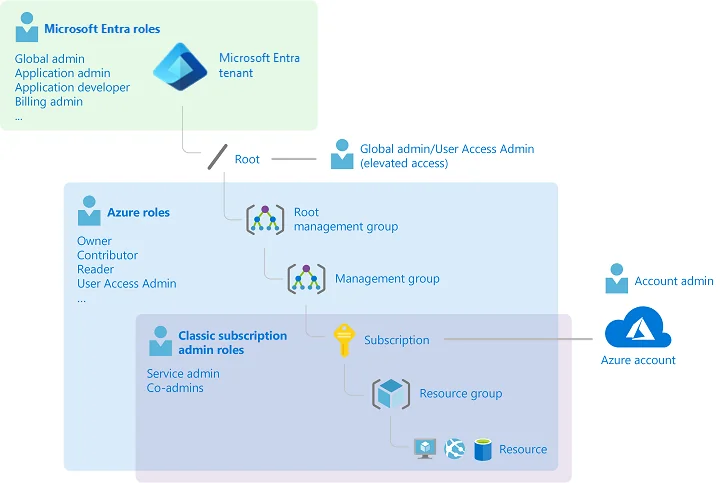 Microsoft Entra roles
Global admin
Application admin
Application developer
Billing admin
...
Microsoft Entra
tenant
Root
Global admin/User Access Admin
(elevated access)
Azure roles
Owner
Contributor
Reader
User Access Admin
...
Root
management group
Management group
Account admin
Classic subscription
admin roles
Service admin
Co-admins
Subscription
Azure account
Resource group
Resource